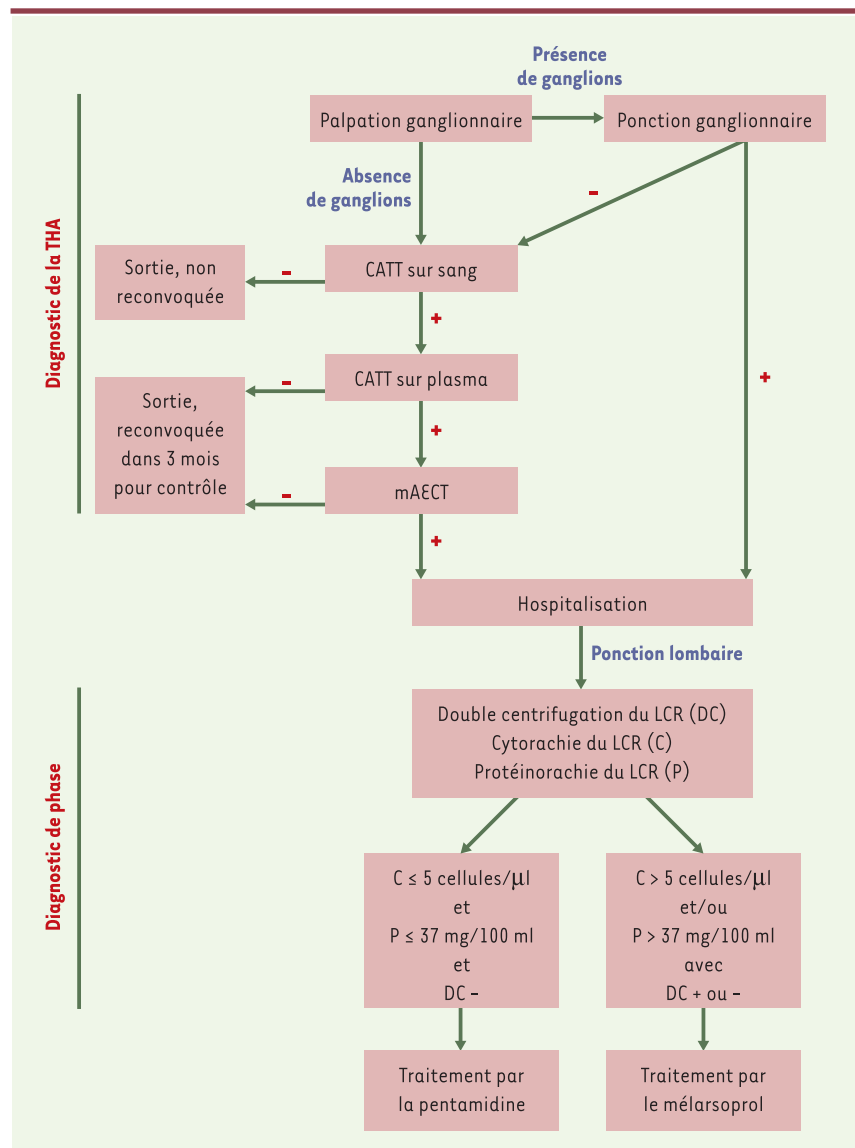 Présence
de ganglions
Palpation ganglionnaire
Ponction ganglionnaire
Absence
de ganglions
-
Diagnostic de la THA
Sortie, non
reconvoquée
-
CATT sur sang
+
+
Sortie,
reconvoquée
dans 3 mois
pour contrôle
-
CATT sur plasma
+
-
mAECT
+
Hospitalisation
Ponction lombaire
Diagnostic de phase
Double centrifugation du LCR (DC)
Cytorachie du LCR (C)
Protéinorachie du LCR (P)
C ≤ 5 cellules/µl
et
P ≤ 37 mg/100 ml
et
DC –
C > 5 cellules/µl
et/ou
P > 37 mg/100 ml
avec
DC + ou –
Traitement par
la pentamidine
Traitement par
le mélarsoprol